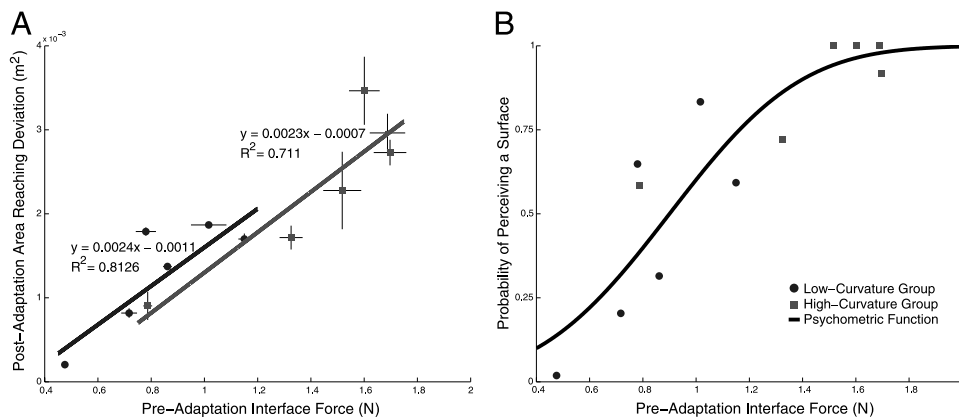 A
B
× 10⁻³
Post−Adaptation Area Reaching Deviation (m²)
4
3
2
1
0
y = 0.0023x − 0.0007
R² = 0.711
y = 0.0024x − 0.0011
R² = 0.8126
0.4 0.6 0.8 1 1.2 1.4 1.6 1.8 2
Pre−Adaptation Interface Force (N)
Probability of Perceiving a Surface
1
0.75
0.5
0.25
0
Low−Curvature Group
High−Curvature Group
Psychometric Function
0.4 0.6 0.8 1 1.2 1.4 1.6 1.8
Pre−Adaptation Interface Force (N)